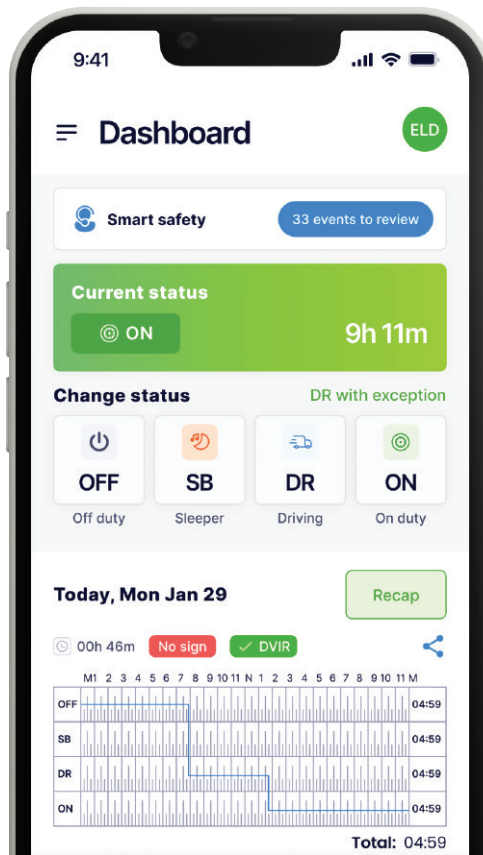 9:41
Dashboard
ELD
Smart safety
33 events to review
Current status
ON
9h 11m
Change status
DR with exception
OFF
SB
DR
ON
Off duty
Sleeper
Driving
On duty
Today, Mon Jan 29
Recap
00h 46m
No sign
DVIR
M1 2 3 4 5 6 7 8 9 10 11 N 1 2 3 4 5 6 7 8 9 10 11 M
OFF 04:59
SB 04:59
DR 04:59
ON 04:59
Total: 04:59